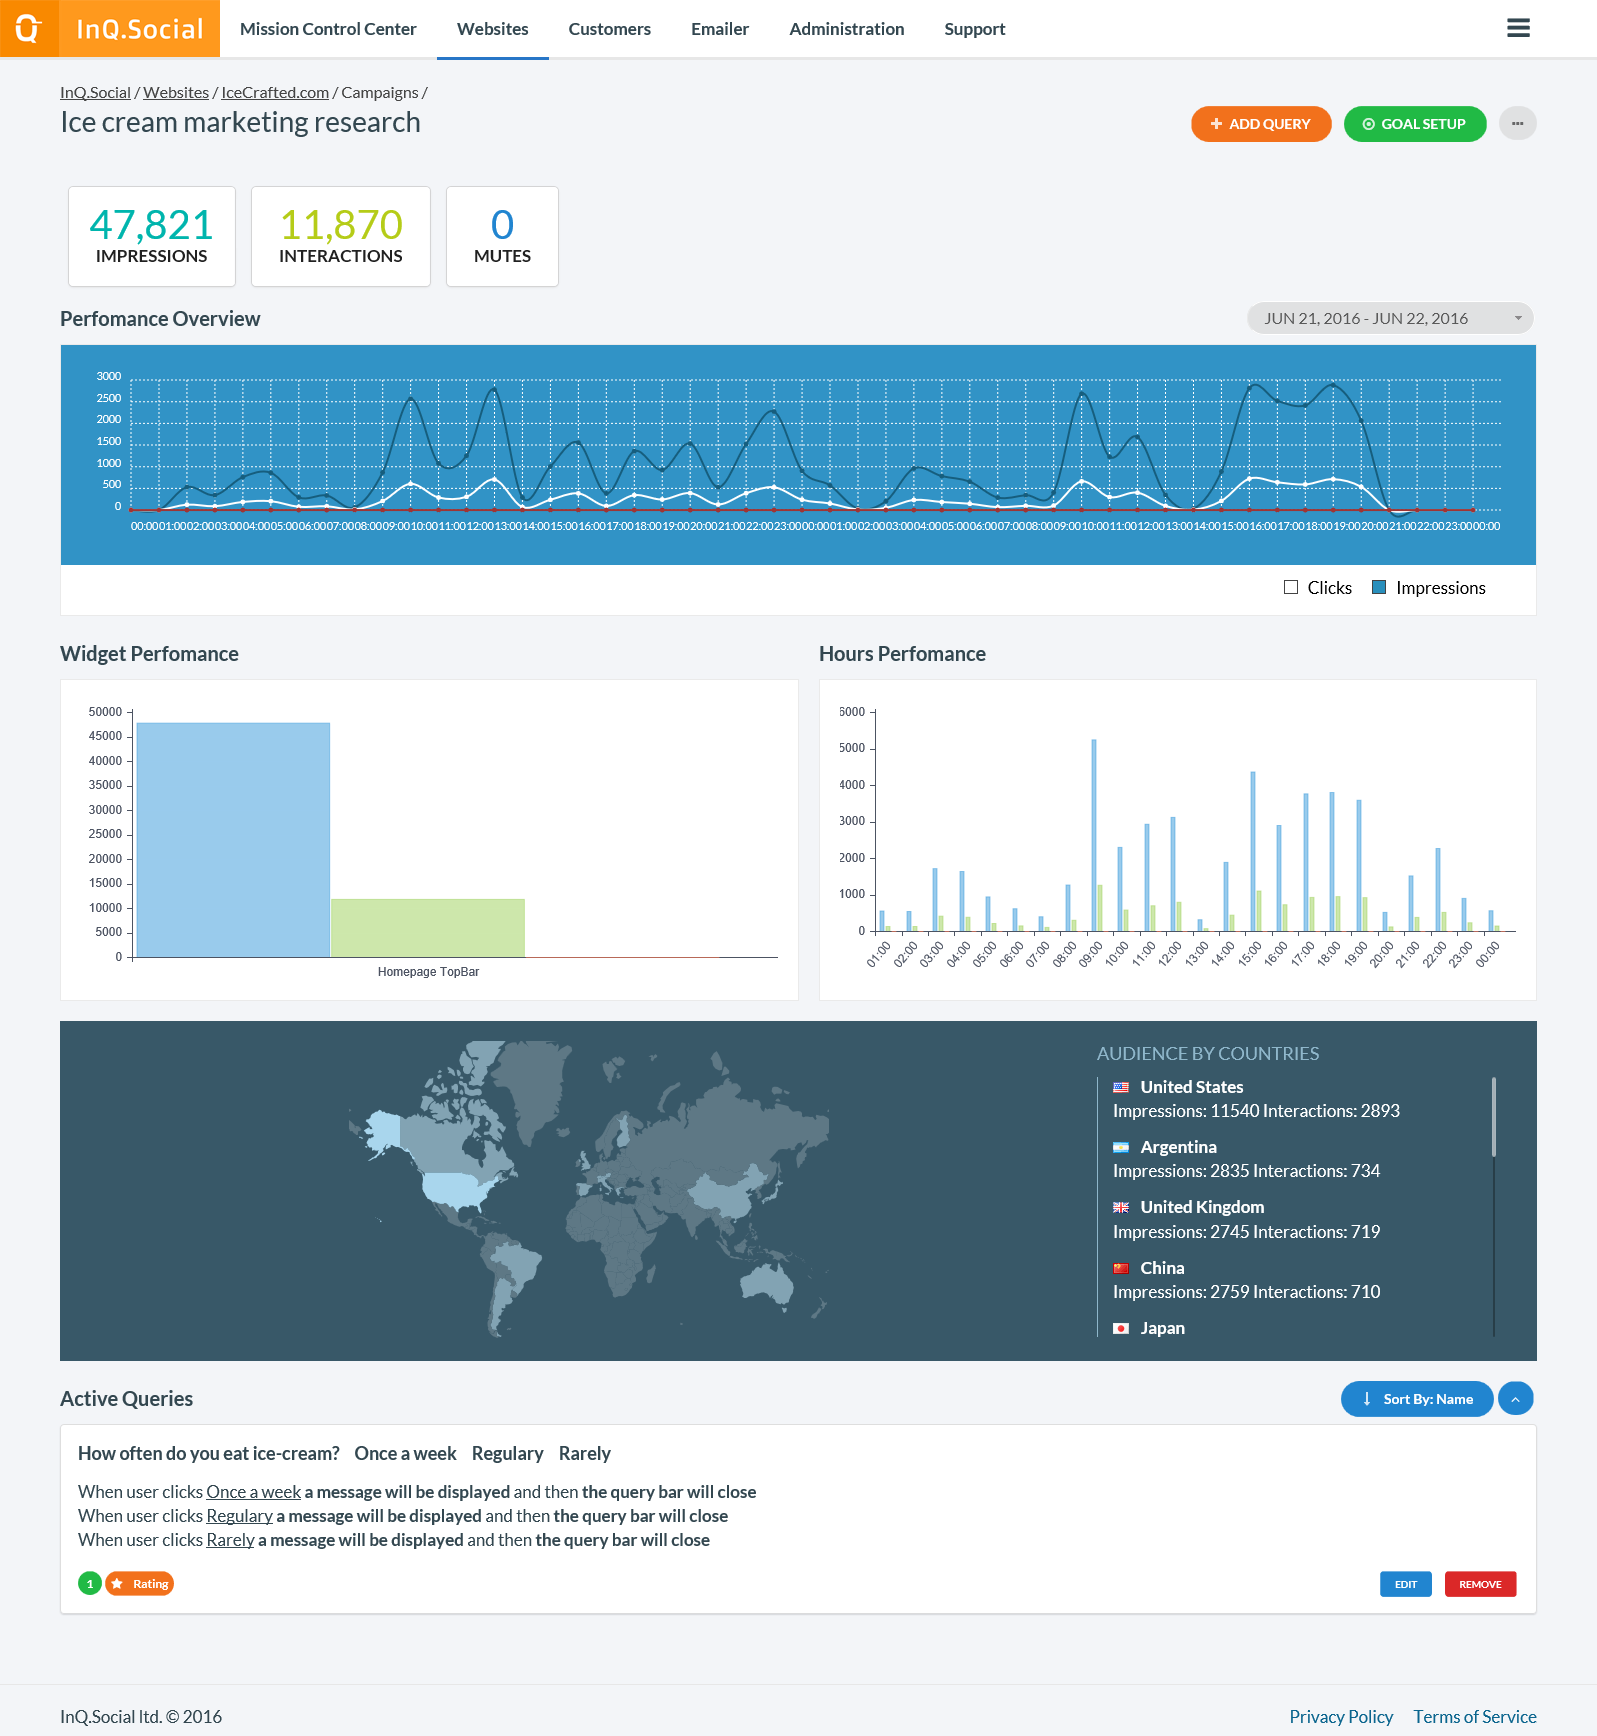 InQ.Social
Mission Control Center
Websites
Customers
Emailer
Administration
Support
InQ.Social / Websites / IceCrafted.com / Campaigns /
Ice cream marketing research
ADD QUERY
GOAL SETUP
47,821
IMPRESSIONS
11,870
INTERACTIONS
0
MUTES
Perfomance Overview
JUN 21, 2016 - JUN 22, 2016
3000
2500
2000
1500
1000
500
0
00:00 01:00 02:00 03:00 04:00 05:00 06:00 07:00 08:00 09:00 10:00 11:00 12:00 13:00 14:00 15:00 16:00 17:00 18:00 19:00 20:00 21:00 22:00 23:00 00:00 01:00 02:00 03:00 04:00 05:00 06:00 07:00 08:00 09:00 10:00 11:00 12:00 13:00 14:00 15:00 16:00 17:00 18:00 19:00 20:00 21:00 22:00 23:00 00:00
Clicks
Impressions
Widget Perfomance
50000
45000
40000
35000
30000
25000
20000
15000
10000
5000
0
Homepage TopBar
Hours Perfomance
6000
5000
4000
3000
2000
1000
0
01:00 02:00 03:00 04:00 05:00 06:00 07:00 08:00 09:00 10:00 11:00 12:00 13:00 14:00 15:00 16:00 17:00 18:00 19:00 20:00 21:00 22:00 23:00 00:00
AUDIENCE BY COUNTRIES
United States
Impressions: 11540 Interactions: 2893
Argentina
Impressions: 2835 Interactions: 734
United Kingdom
Impressions: 2745 Interactions: 719
China
Impressions: 2759 Interactions: 710
Japan
Active Queries
Sort By: Name
How often do you eat ice-cream? Once a week Regulary Rarely
When user clicks Once a week a message will be displayed and then the query bar will close
When user clicks Regulary a message will be displayed and then the query bar will close
When user clicks Rarely a message will be displayed and then the query bar will close
1
Rating
EDIT
REMOVE
InQ.Social ltd. © 2016
Privacy Policy
Terms of Service